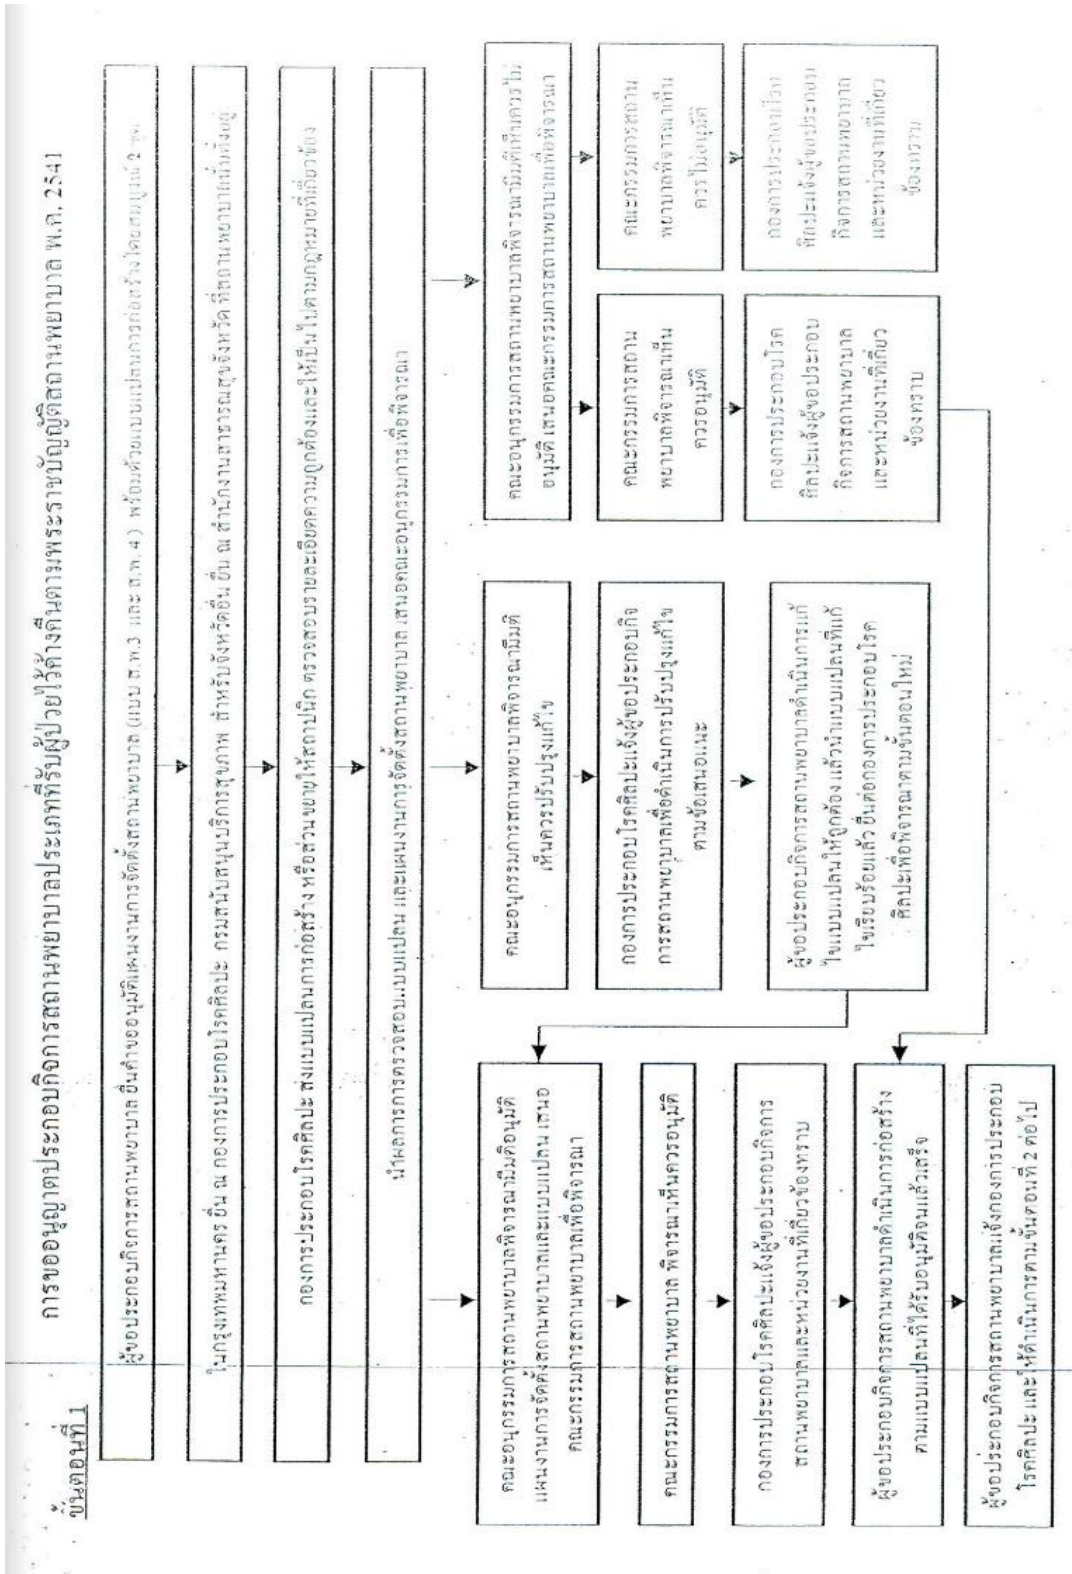 ขั้นตอนที่ 1
การขออนุญาตประกอบกิจการสถานพยาบาลประเภทที่รับผู้ป่วยไว้ค้างคืนตามพระราชบัญญัติสถานพยาบาล พ.ศ. 2541
ผู้ขอประกอบกิจการสถานพยาบาล ยื่นคำขออนุมัติแผนงานการจัดตั้งสถานพยาบาล (แบบ ส.พ.3 และ ส.พ. 4 ) พร้อมด้วยแบบแปลนการก่อสร้างโดยสมบูรณ์ 2 ชุด
ในกรุงเทพมหานคร ยื่น ณ กองการประกอบโรคศิลปะ กรมสนับสนุนบริการสุขภาพ สำหรับจังหวัดอื่น ยื่น ณ สำนักงานสาธารณสุขจังหวัด ที่สถานพยาบาลนั้นตั้งอยู่
กองการประกอบโรคศิลปะ ส่งแบบแปลนการก่อสร้าง หรือส่วนขยายให้สถาปนิก ตรวจสอบรายละเอียดความถูกต้องและให้เป็นไปตามกฎหมายที่เกี่ยวข้อง
นำผลการการตรวจสอบแบบแปลน และแผนงานการจัดตั้งสถานพยาบาล เสนอคณะอนุกรรมการเพื่อพิจารณา
คณะอนุกรรมการสถานพยาบาลพิจารณามีมติอนุมัติ
แผนงานการจัดตั้งสถานพยาบาลและแบบแปลน เสนอ
คณะกรรมการสถานพยาบาลเพื่อพิจารณา
คณะกรรมการสถานพยาบาล พิจารณาเห็นควรอนุมัติ
กองการประกอบโรคศิลปะแจ้งผู้ขอประกอบกิจการ
สถานพยาบาลและหน่วยงานที่เกี่ยวข้องทราบ
ผู้ขอประกอบกิจการสถานพยาบาลดำเนินการก่อสร้าง
ตามแบบแปลนที่ได้รับอนุมัติจนแล้วเสร็จ
ผู้ขอประกอบกิจการสถานพยาบาลแจ้งกองการประกอบ
โรคศิลปะ และให้ดำเนินการตามขั้นตอนที่ 2 ต่อไป
คณะอนุกรรมการสถานพยาบาลพิจารณามีมติ
เห็นควรปรับปรุงแก้ไข
กองการประกอบโรคศิลปะแจ้งผู้ขอประกอบกิจ
การสถานพยาบาลเพื่อดำเนินการปรับปรุงแก้ไข
ตามข้อเสนอแนะ
ผู้ขอประกอบกิจการสถานพยาบาลดำเนินการแก้
ไขแบบแปลนให้ถูกต้อง แล้วนำแบบแปลนที่แก้
ไขเรียบร้อยแล้ว ยื่นต่อกองการประกอบโรค
ศิลปะเพื่อพิจารณาตามขั้นตอนใหม่
คณะอนุกรรมการสถานพยาบาลพิจารณามีมติเห็นควรไม่
อนุมัติ เสนอคณะกรรมการสถานพยาบาลเพื่อพิจารณา
คณะกรรมการสถาน
พยาบาลพิจารณาเห็น
ควรอนุมัติ
กองการประกอบโรค
ศิลปะแจ้งผู้ขอประกอบ
กิจการสถานพยาบาล
และหน่วยงานที่เกี่ยว
ข้องทราบ
คณะกรรมการสถาน
พยาบาลพิจารณาเห็น
ควรไม่อนุมัติ
กองการประกอบโรค
ศิลปะแจ้งผู้ขอประกอบ
กิจการสถานพยาบาล
และหน่วยงานที่เกี่ยว
ข้องทราบ